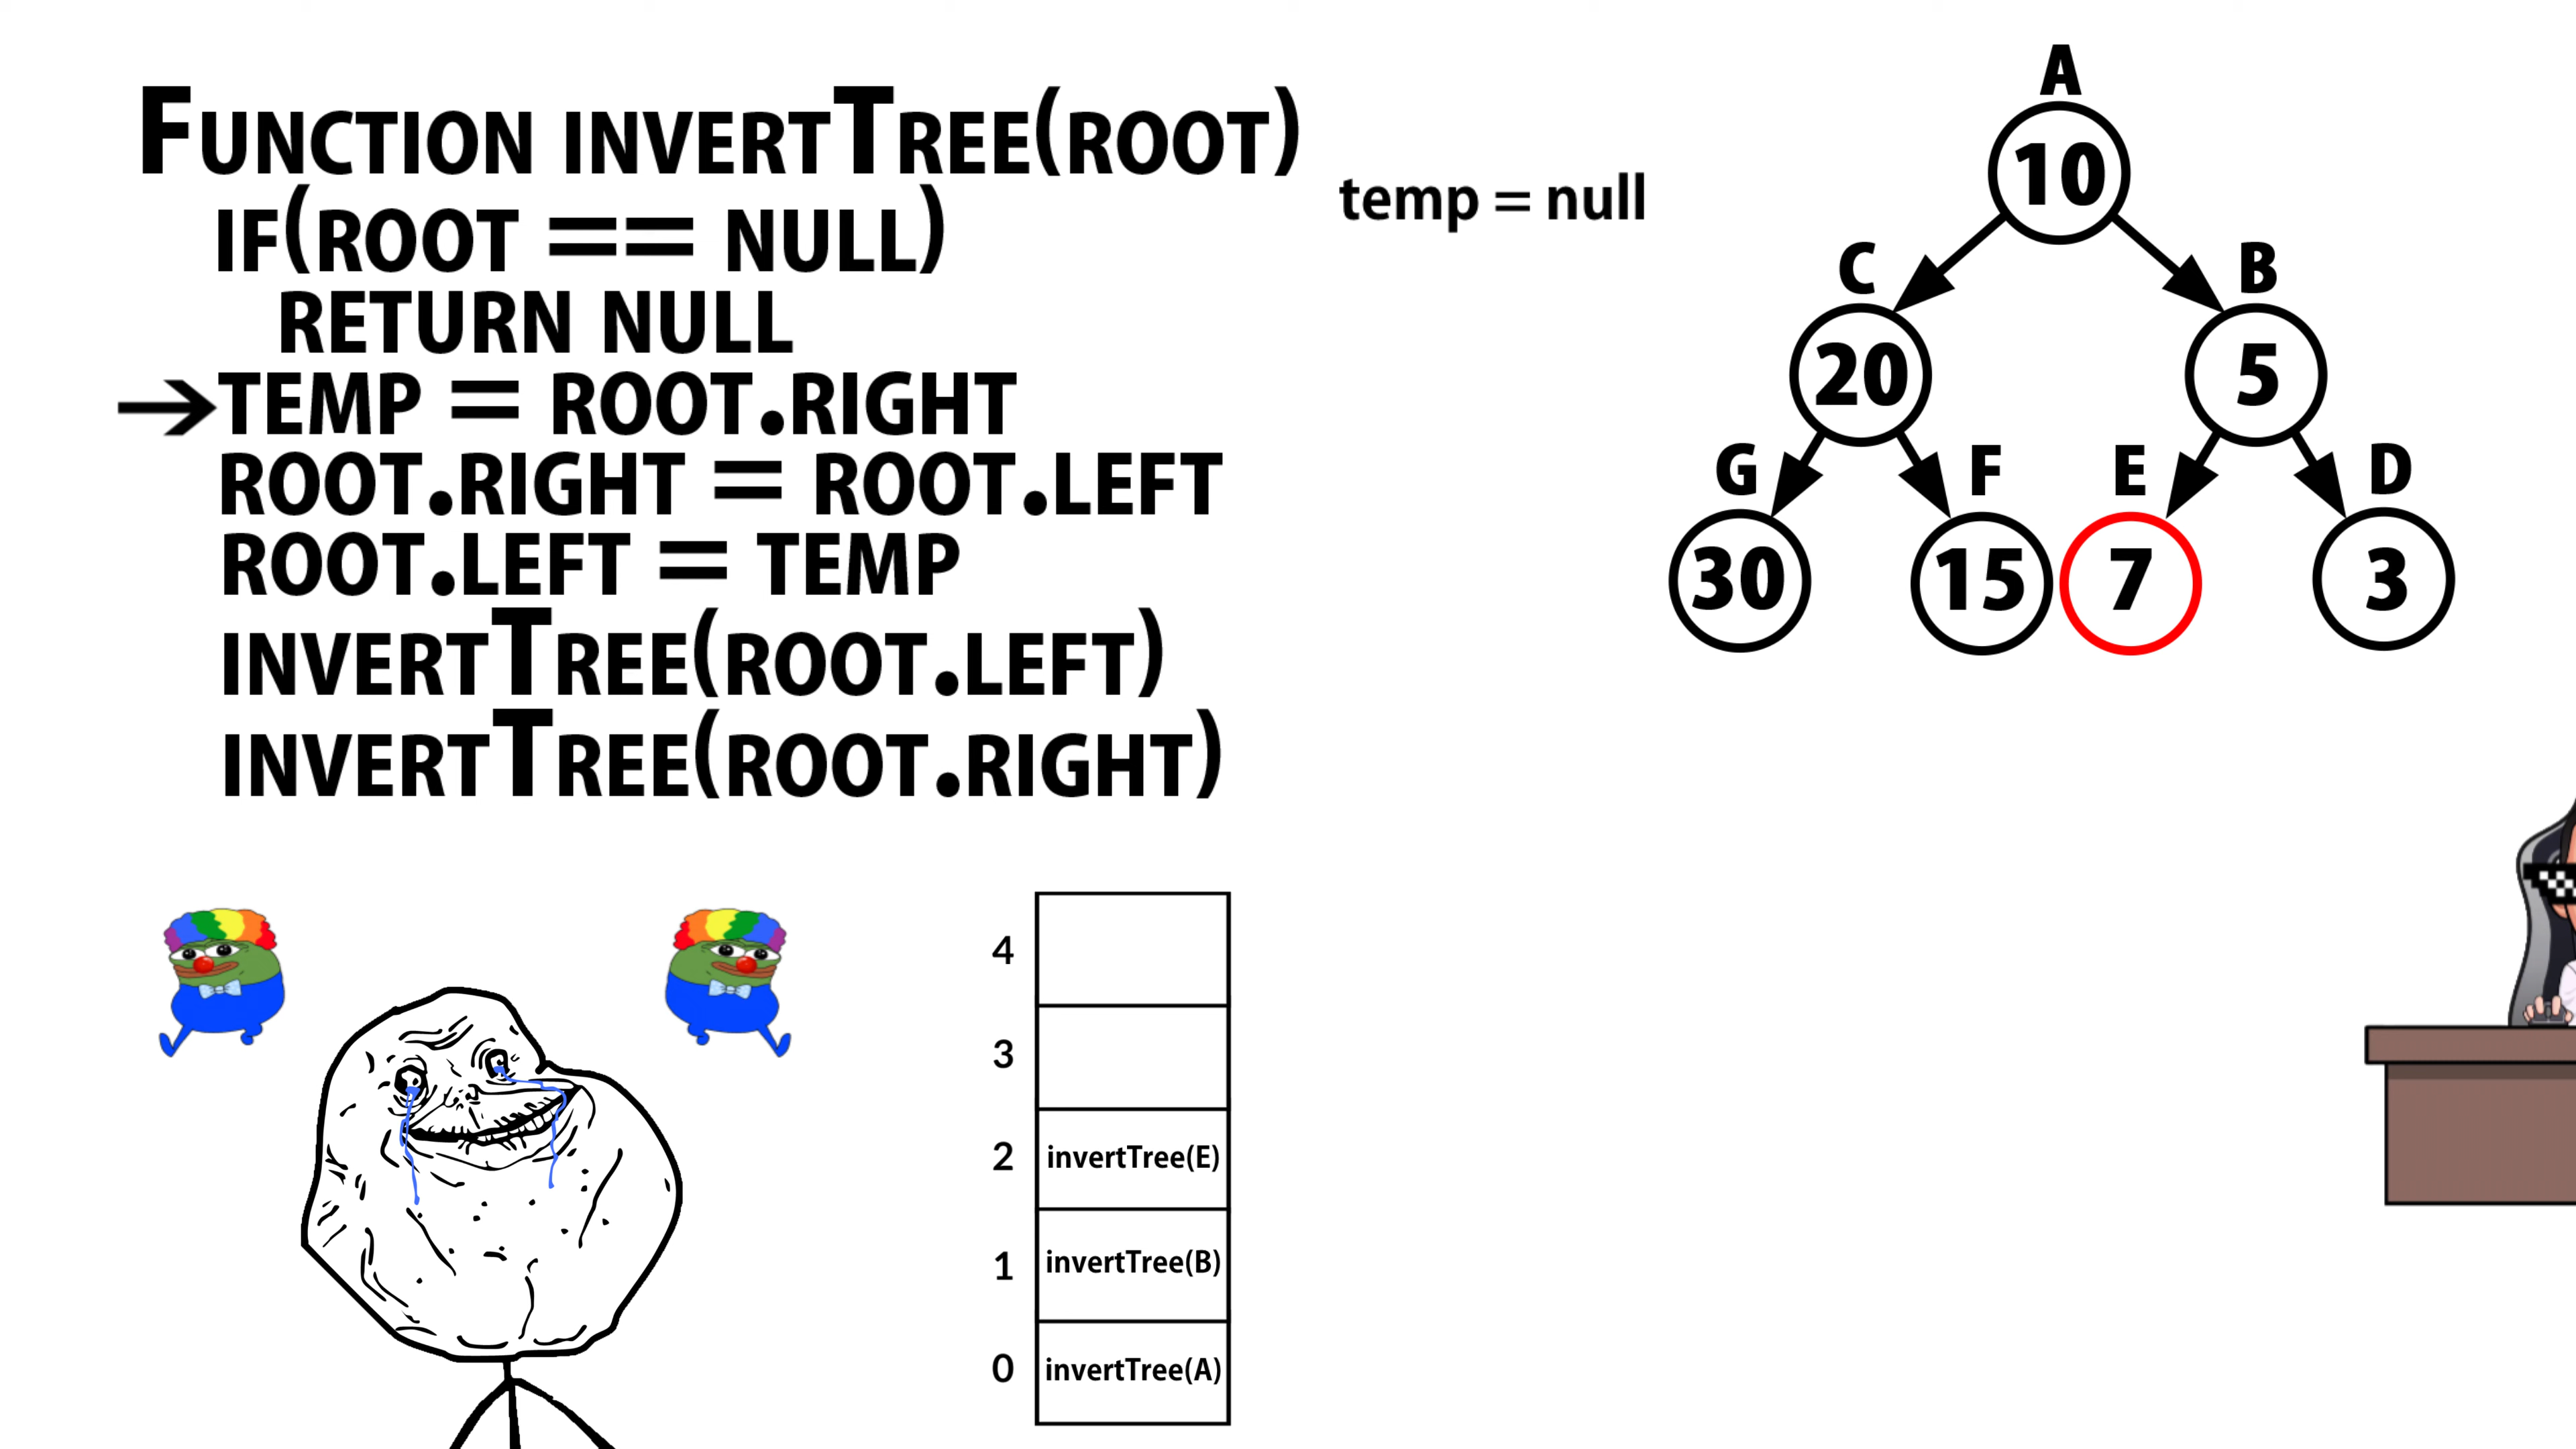 Function invertTree(root)
if(root == null)
return null
→temp = root.right
root.right = root.left
root.left = temp
invertTree(root.left)
invertTree(root.right)
temp = null
A
10
C
B
20
5
G
F
E
D
30
15
7
3
4
3
2 invertTree(E)
1 invertTree(B)
0 invertTree(A)